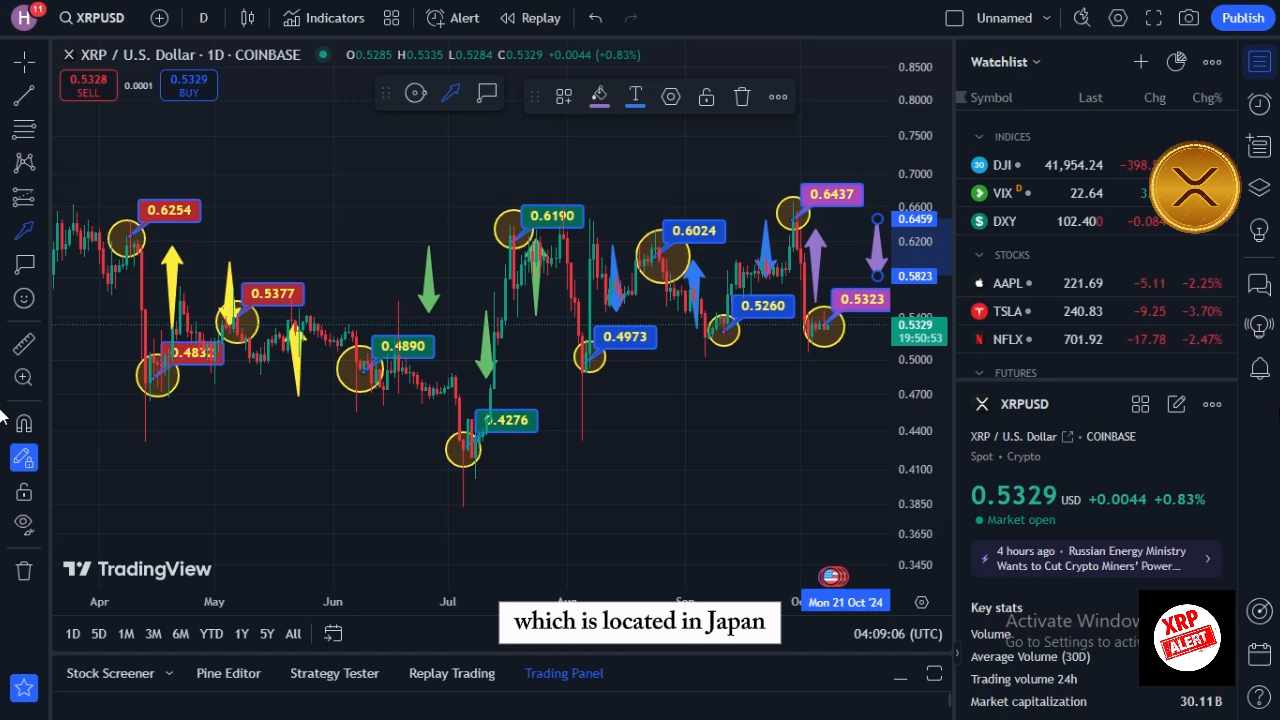 H
11
XRPUSD
D
Indicators
Alert
Replay
Unnamed
Publish
XRP / U.S. Dollar · 1D · COINBASE
O0.5285 H0.5335 L0.5284 C0.5329 +0.0044 (+0.83%)
0.5328
SELL
0.0001
0.5329
BUY
0.6254
0.4832
0.5377
0.4890
0.4276
0.6190
0.4973
0.6024
0.5260
0.6437
0.5323
0.8500
0.8000
0.7500
0.7000
0.6600
0.6459
0.6200
0.5823
0.5400
0.5329
19:50:53
0.5000
0.4700
0.4400
0.4100
0.3850
0.3650
0.3450
TradingView
Apr
May
Jun
Jul
Aug
Sep
Mon 21 Oct '24
which is located in Japan
1D 5D 1M 3M 6M YTD 1Y 5Y All
04:09:06 (UTC)
Stock Screener
Pine Editor
Strategy Tester
Replay Trading
Trading Panel
Watchlist
Symbol Last Chg Chg%
INDICES
30 DJI 41,954.24
VIX D 22.64
DXY 102.400
STOCKS
AAPL 221.69 −5.11 −2.25%
TSLA 240.83 −9.25 −3.70%
NFLX 701.92 −17.78 −2.47%
FUTURES
XRPUSD
XRP / U.S. Dollar · COINBASE
Spot · Crypto
0.5329 USD +0.0044 +0.83%
Market open
4 hours ago · Russian Energy Ministry
Wants to Cut Crypto Miners' Power...
Key stats
Activate Window
Go to Settings to acti
Volume
Average Volume (30D)
Trading volume 24h
Market capitalization 30.11B
XRP
ALERT